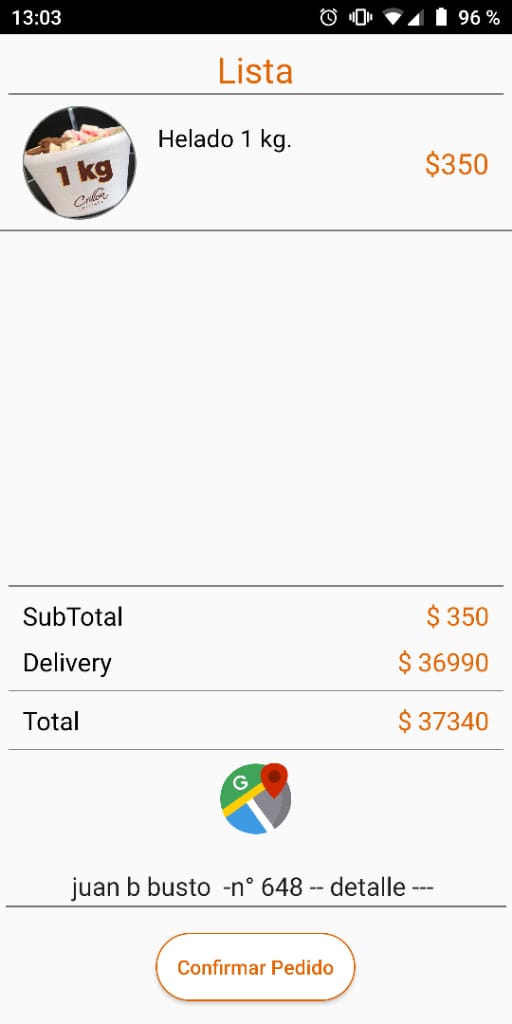 13:03 96 %
Lista
1 kg
Crillon
Helado 1 kg.
$350
SubTotal $ 350
Delivery $ 36990
Total $ 37340
G
juan b busto -n° 648 -- detalle ---
Confirmar Pedido